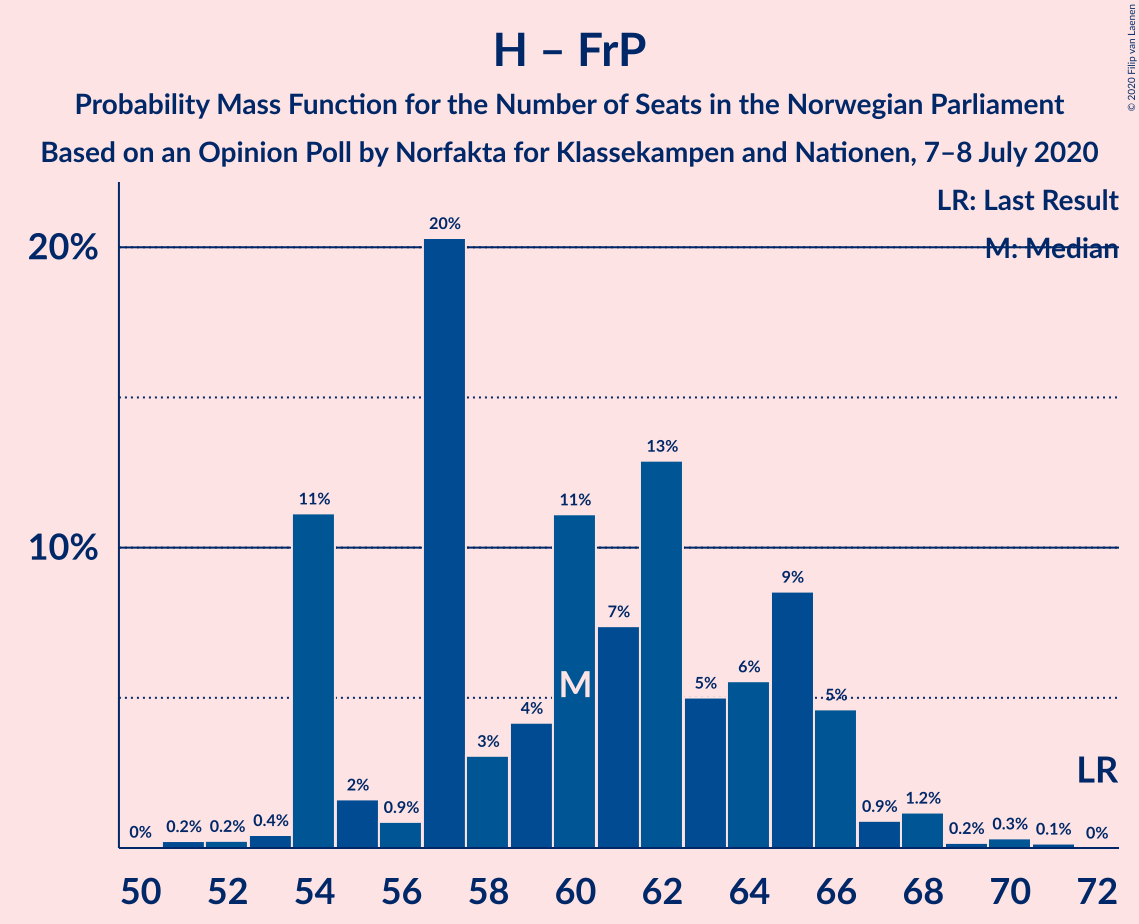 © 2020 Filip van Laenen
H – FrP
Probability Mass Function for the Number of Seats in the Norwegian Parliament
Based on an Opinion Poll by Norfakta for Klassekampen and Nationen, 7–8 July 2020
LR: Last Result
M: Median
20%
10%
0%
0.2%
0.2%
0.4%
11%
2%
0.9%
20%
3%
4%
11%
7%
13%
5%
6%
9%
5%
0.9%
1.2%
0.2%
0.3%
0.1%
0%
M
LR
50 52 54 56 58 60 62 64 66 68 70 72